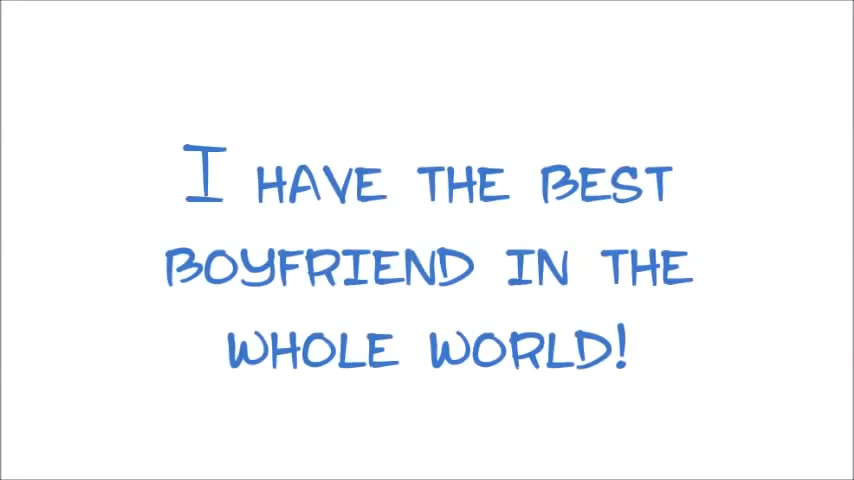 I HAVE THE BEST
BOYFRIEND IN THE
WHOLE WORLD!